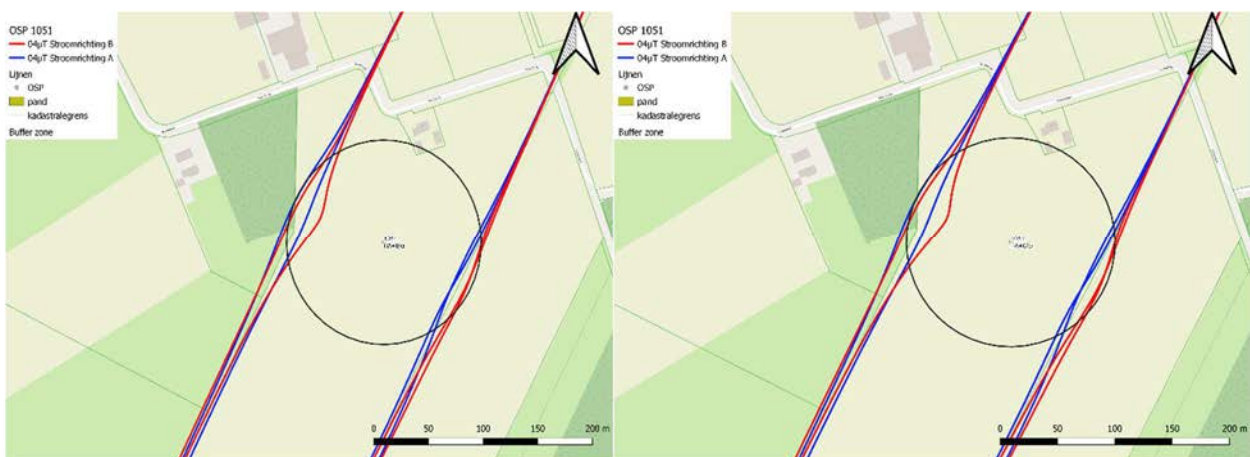 OSP 1051
04µT Stroomrichting B
04µT Stroomrichting A
Lijnen
OSP
pand
kadastralegrens
Buffer zone
0 50 100 150 200 m
OSP 1051
04µT Stroomrichting B
04µT Stroomrichting A
Lijnen
OSP
pand
kadastralegrens
Buffer zone
0 50 100 150 200 m